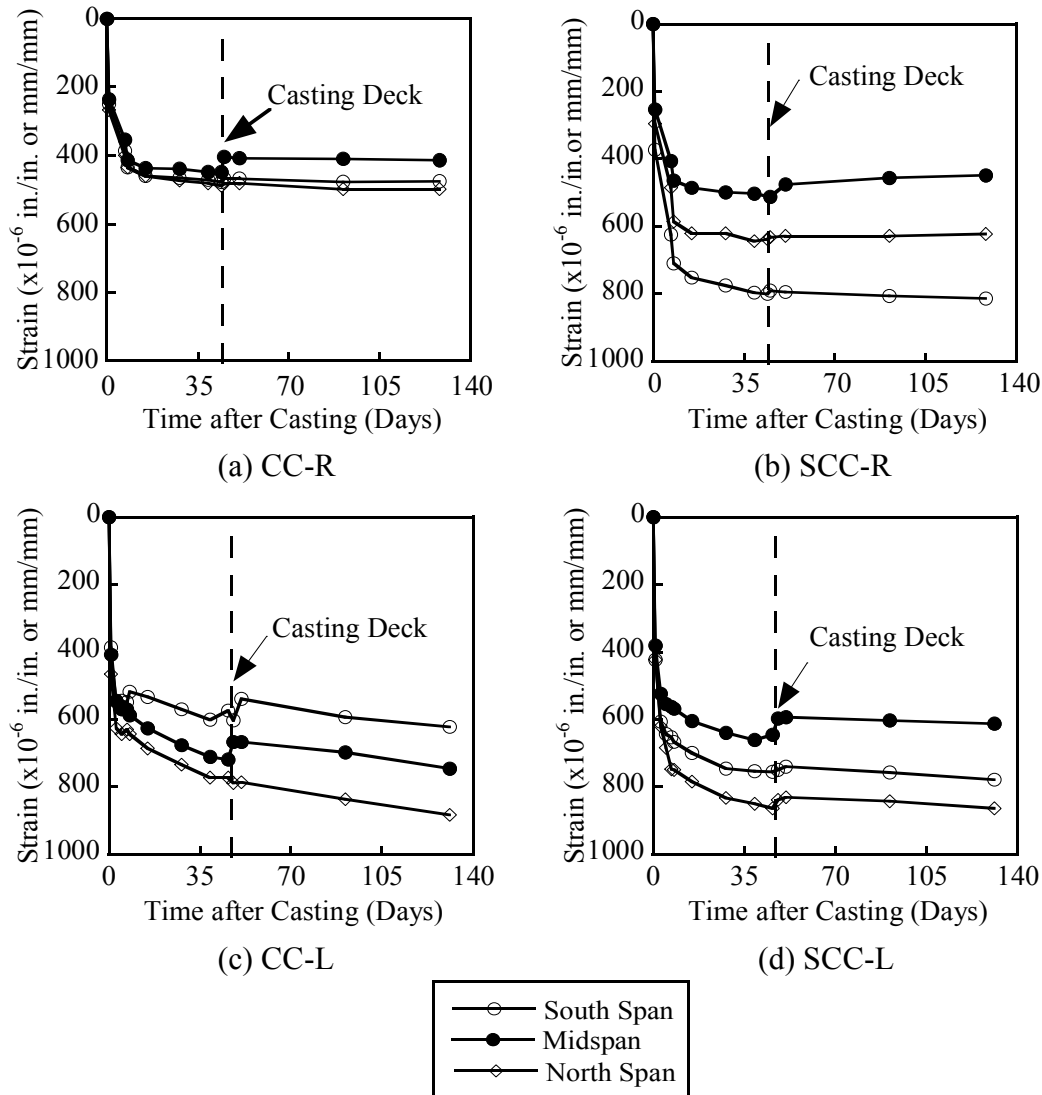 0
200
400
600
800
1000
Strain (x10⁻⁶ in./in. or mm/mm)
Casting Deck
0 35 70 105 140
Time after Casting (Days)
(a) CC-R
0
200
400
600
800
1000
Strain (x10⁻⁶ in./in.or mm/mm)
Casting Deck
0 35 70 105 140
Time after Casting (Days)
(b) SCC-R
0
200
400
600
800
1000
Strain (x10⁻⁶ in./in. or mm/mm)
Casting Deck
0 35 70 105 140
Time after Casting (Days)
(c) CC-L
0
200
400
600
800
1000
Strain (x10⁻⁶ in./in. or mm/mm)
Casting Deck
0 35 70 105 140
Time after Casting (Days)
(d) SCC-L
South Span
Midspan
North Span